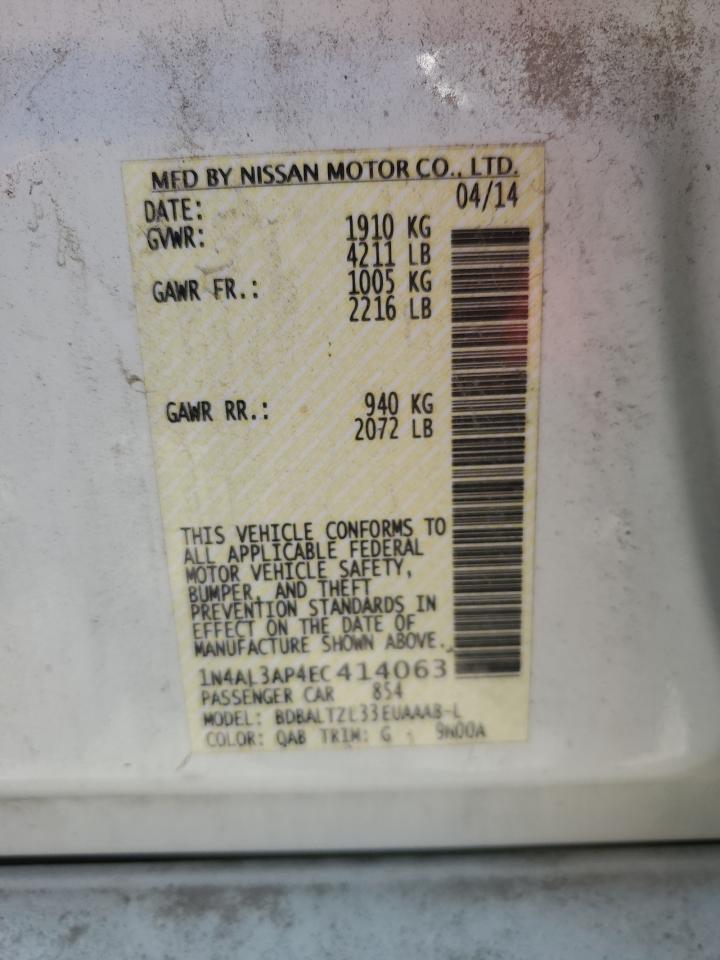 MFD BY NISSAN MOTOR CO., LTD.
DATE: 04/14
GVWR: 1910 KG
4211 LB
GAWR FR.: 1005 KG
2216 LB
GAWR RR.: 940 KG
2072 LB
THIS VEHICLE CONFORMS TO
ALL APPLICABLE FEDERAL
MOTOR VEHICLE SAFETY,
BUMPER, AND THEFT
PREVENTION STANDARDS IN
EFFECT ON THE DATE OF
MANUFACTURE SHOWN ABOVE.
1N4AL3AP4EC414063
PASSENGER CAR 854
MODEL: BDBALTZL33EUAAAB-L
COLOR: QAB TRIM: G 9N00A